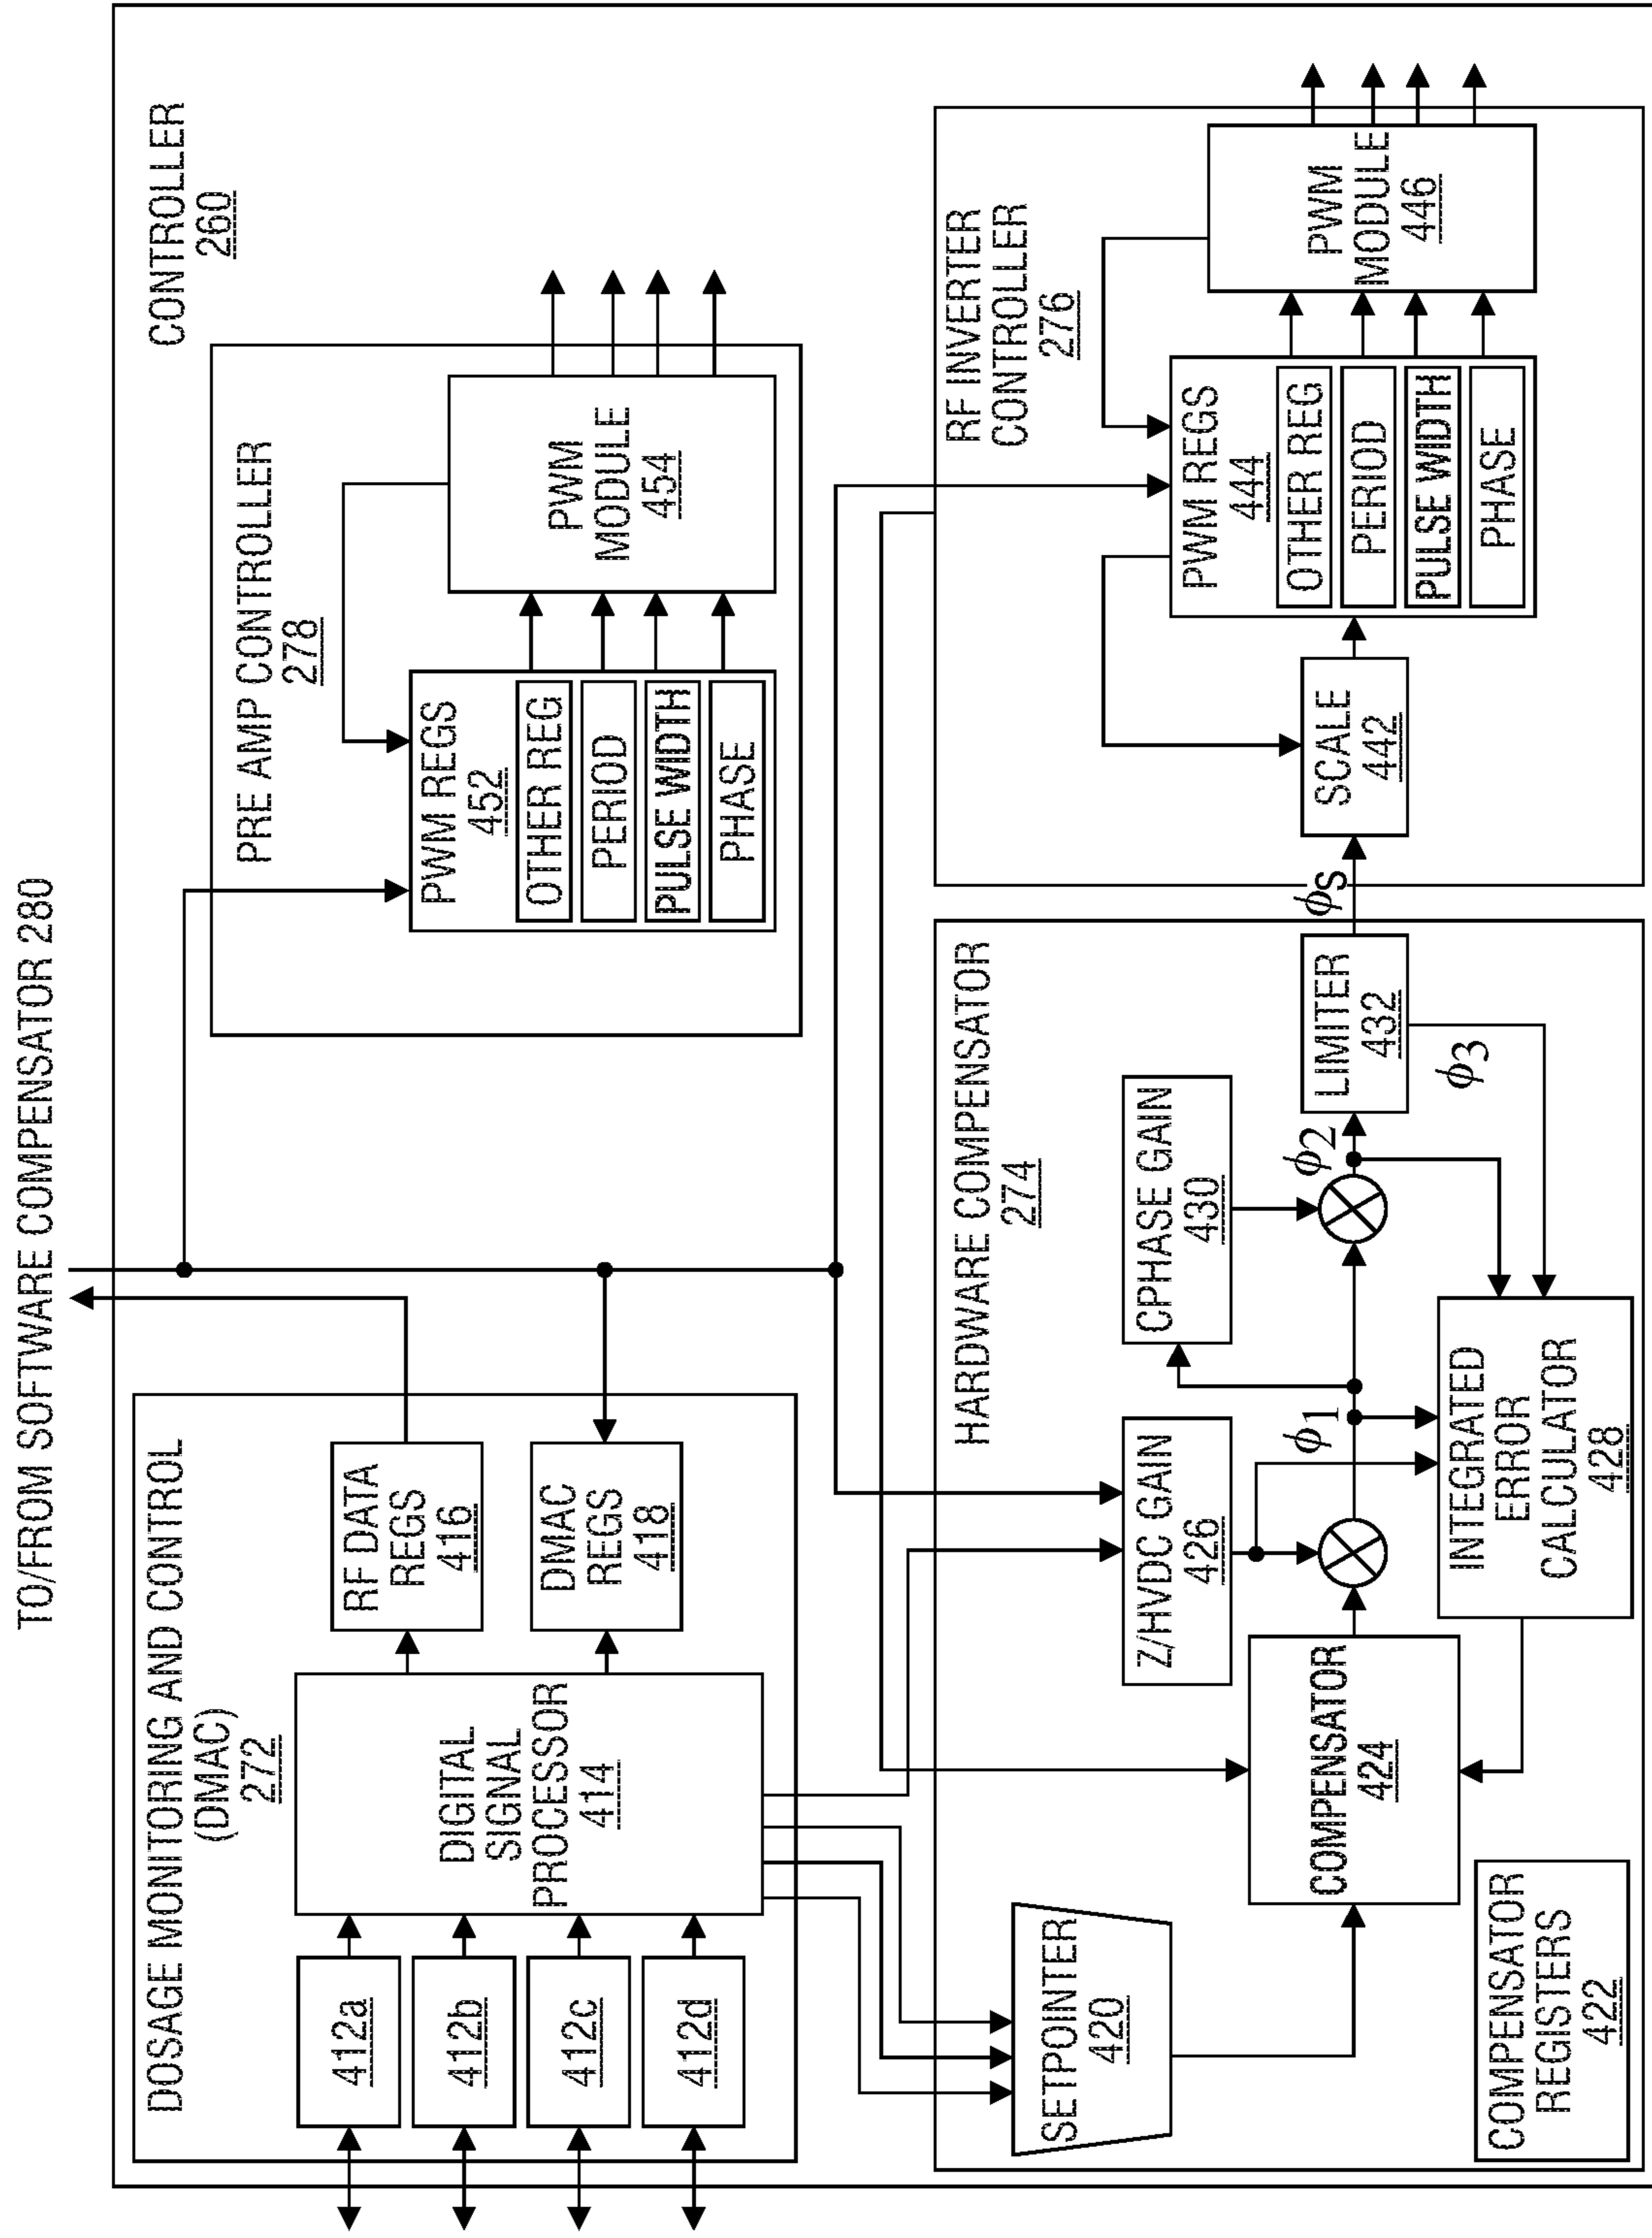 TO/FROM SOFTWARE COMPENSATOR 280
CONTROLLER
260
DOSAGE MONITORING AND CONTROL
(DMAC)
272
412a
412b
412c
412d
DIGITAL
SIGNAL
PROCESSOR
414
RF DATA
REGS
416
DMAC
REGS
418
PRE AMP CONTROLLER
278
PWM REGS
452
OTHER REG
PERIOD
PULSE WIDTH
PHASE
PWM
MODULE
454
HARDWARE COMPENSATOR
274
SETPOINTER
420
COMPENSATOR
REGISTERS
422
COMPENSATOR
424
Z/HVDC GAIN
426
ϕ1
INTEGRATED
ERROR
CALCULATOR
428
CPHASE GAIN
430
ϕ2
LIMITER
432
ϕ3
ϕS
RF INVERTER
CONTROLLER
276
SCALE
442
PWM REGS
444
OTHER REG
PERIOD
PULSE WIDTH
PHASE
PWM
MODULE
446